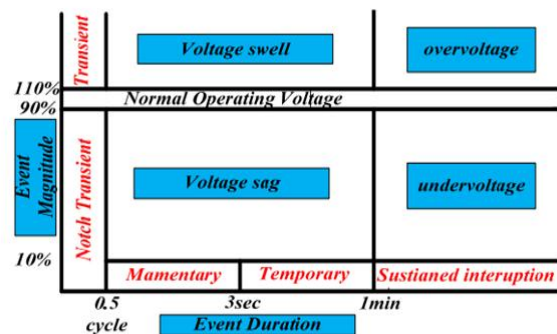 Transient
Voltage swell
overvoltage
110%
Normal Operating Voltage
90%
Event
Magnitude
Notch Transient
Voltage sag
undervoltage
10%
Mamentary
Temporary
Sustianed interuption
0.5
3sec
1min
cycle
Event Duration